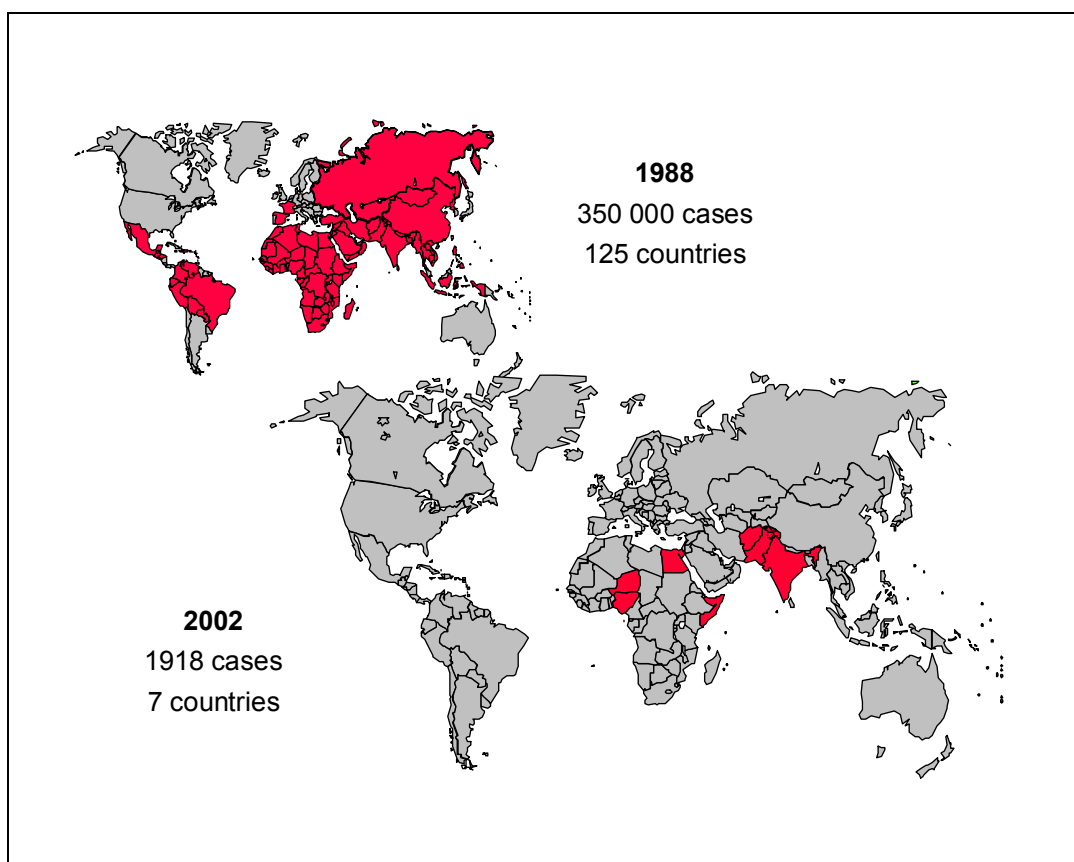 1988
350 000 cases
125 countries
2002
1918 cases
7 countries